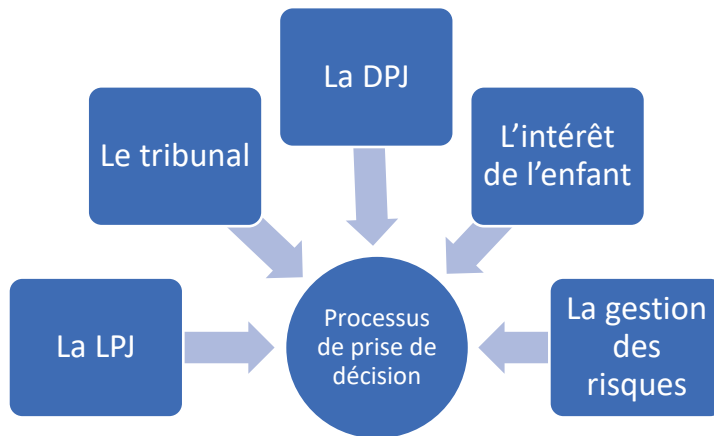 La DPJ
Le tribunal
L’intérêt
de l’enfant
La LPJ
Processus
de prise de
décision
La gestion
des
risques